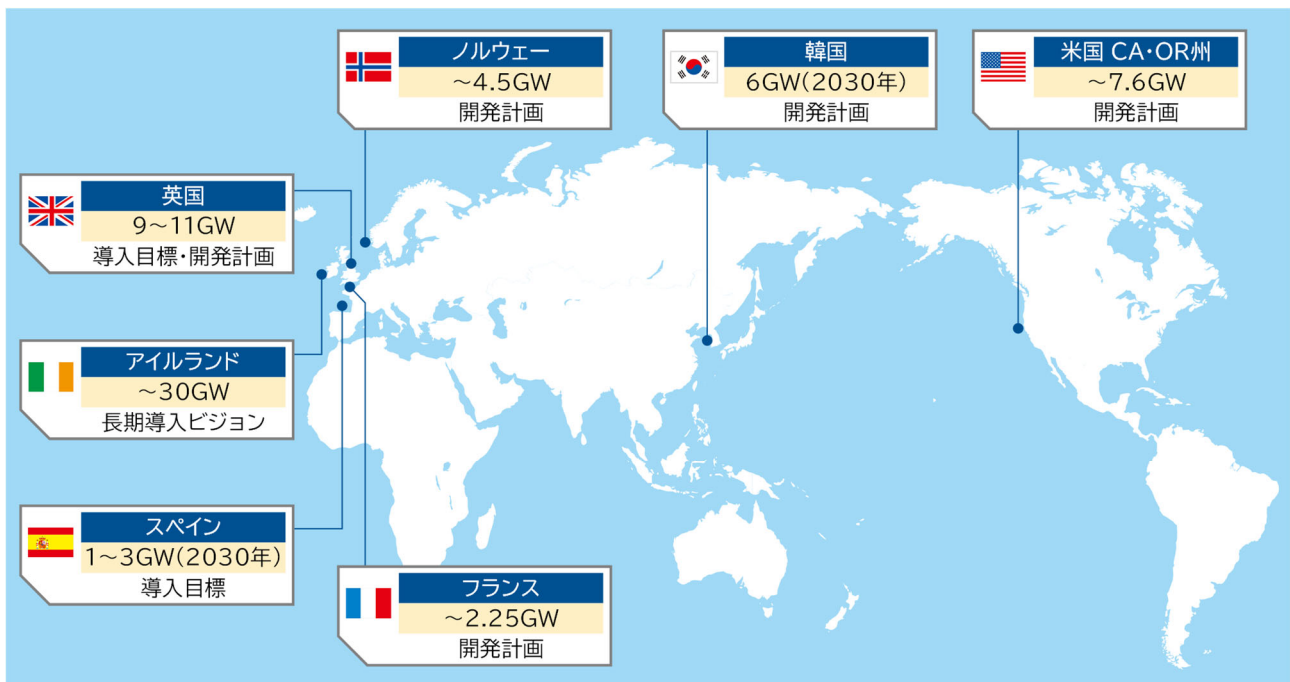 ノルウェー
～4.5GW
開発計画
韓国
6GW(2030年)
開発計画
米国 CA・OR州
～7.6GW
開発計画
英国
9～11GW
導入目標・開発計画
アイルランド
～30GW
長期導入ビジョン
スペイン
1～3GW(2030年)
導入目標
フランス
～2.25GW
開発計画